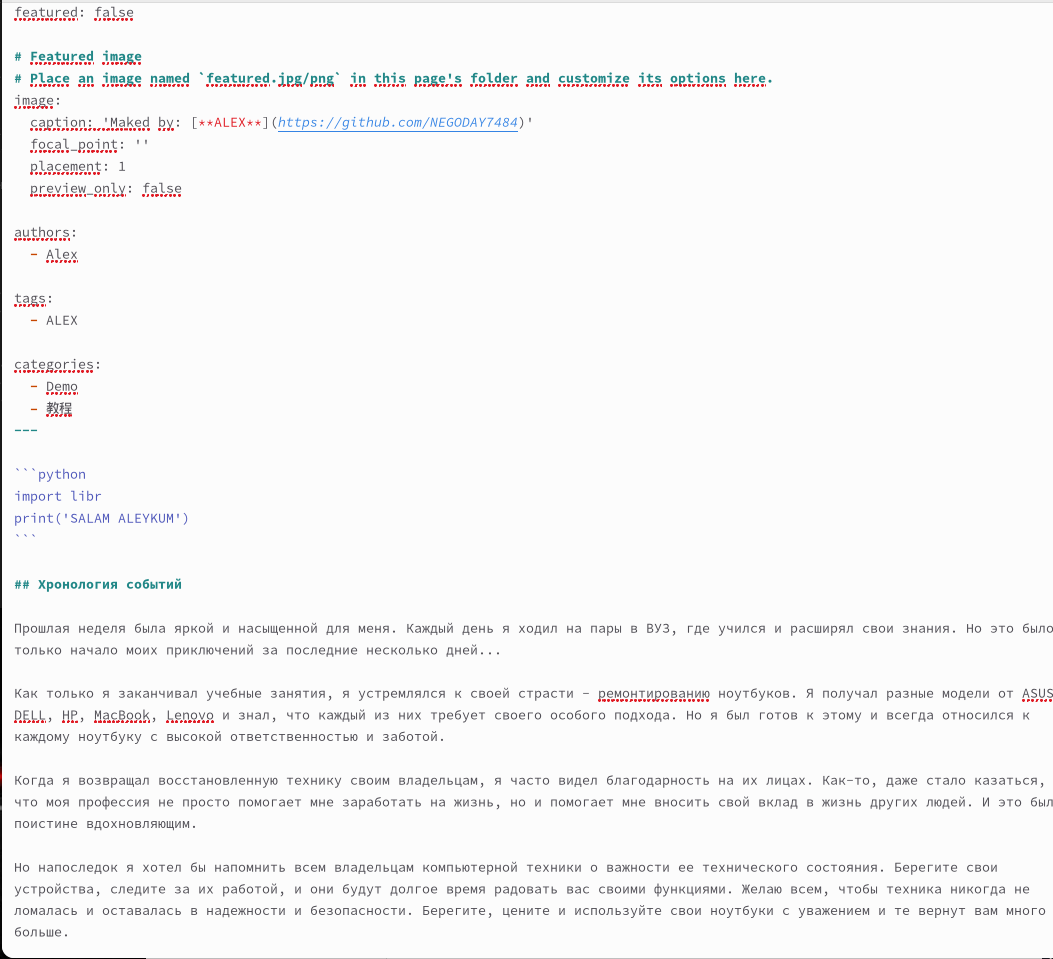 featured: false
# Featured image
# Place an image named `featured.jpg/png` in this page's folder and customize its options here.
image:
  caption: 'Maked by: [**ALEX**](https://github.com/NEGODAY7484)'
  focal_point: ''
  placement: 1
  preview_only: false
authors:
  - Alex
tags:
  - ALEX
categories:
  - Demo
  - 教程
---
```python
import libr
print('SALAM ALEYKUM')
```
## Хронология событий
Прошлая неделя была яркой и насыщенной для меня. Каждый день я ходил на пары в ВУЗ, где учился и расширял свои знания. Но это было
только начало моих приключений за последние несколько дней...
Как только я заканчивал учебные занятия, я устремлялся к своей страсти – ремонтированию ноутбуков. Я получал разные модели от ASUS
DELL, HP, MacBook, Lenovo и знал, что каждый из них требует своего особого подхода. Но я был готов к этому и всегда относился к
каждому ноутбуку с высокой ответственностью и заботой.
Когда я возвращал восстановленную технику своим владельцам, я часто видел благодарность на их лицах. Как-то, даже стало казаться,
что моя профессия не просто помогает мне заработать на жизнь, но и помогает мне вносить свой вклад в жизнь других людей. И это был
поистине вдохновляющим.
Но напоследок я хотел бы напомнить всем владельцам компьютерной техники о важности ее технического состояния. Берегите свои
устройства, следите за их работой, и они будут долгое время радовать вас своими функциями. Желаю всем, чтобы техника никогда не
ломалась и оставалась в надежности и безопасности. Берегите, цените и используйте свои ноутбуки с уважением и те вернут вам много
больше.